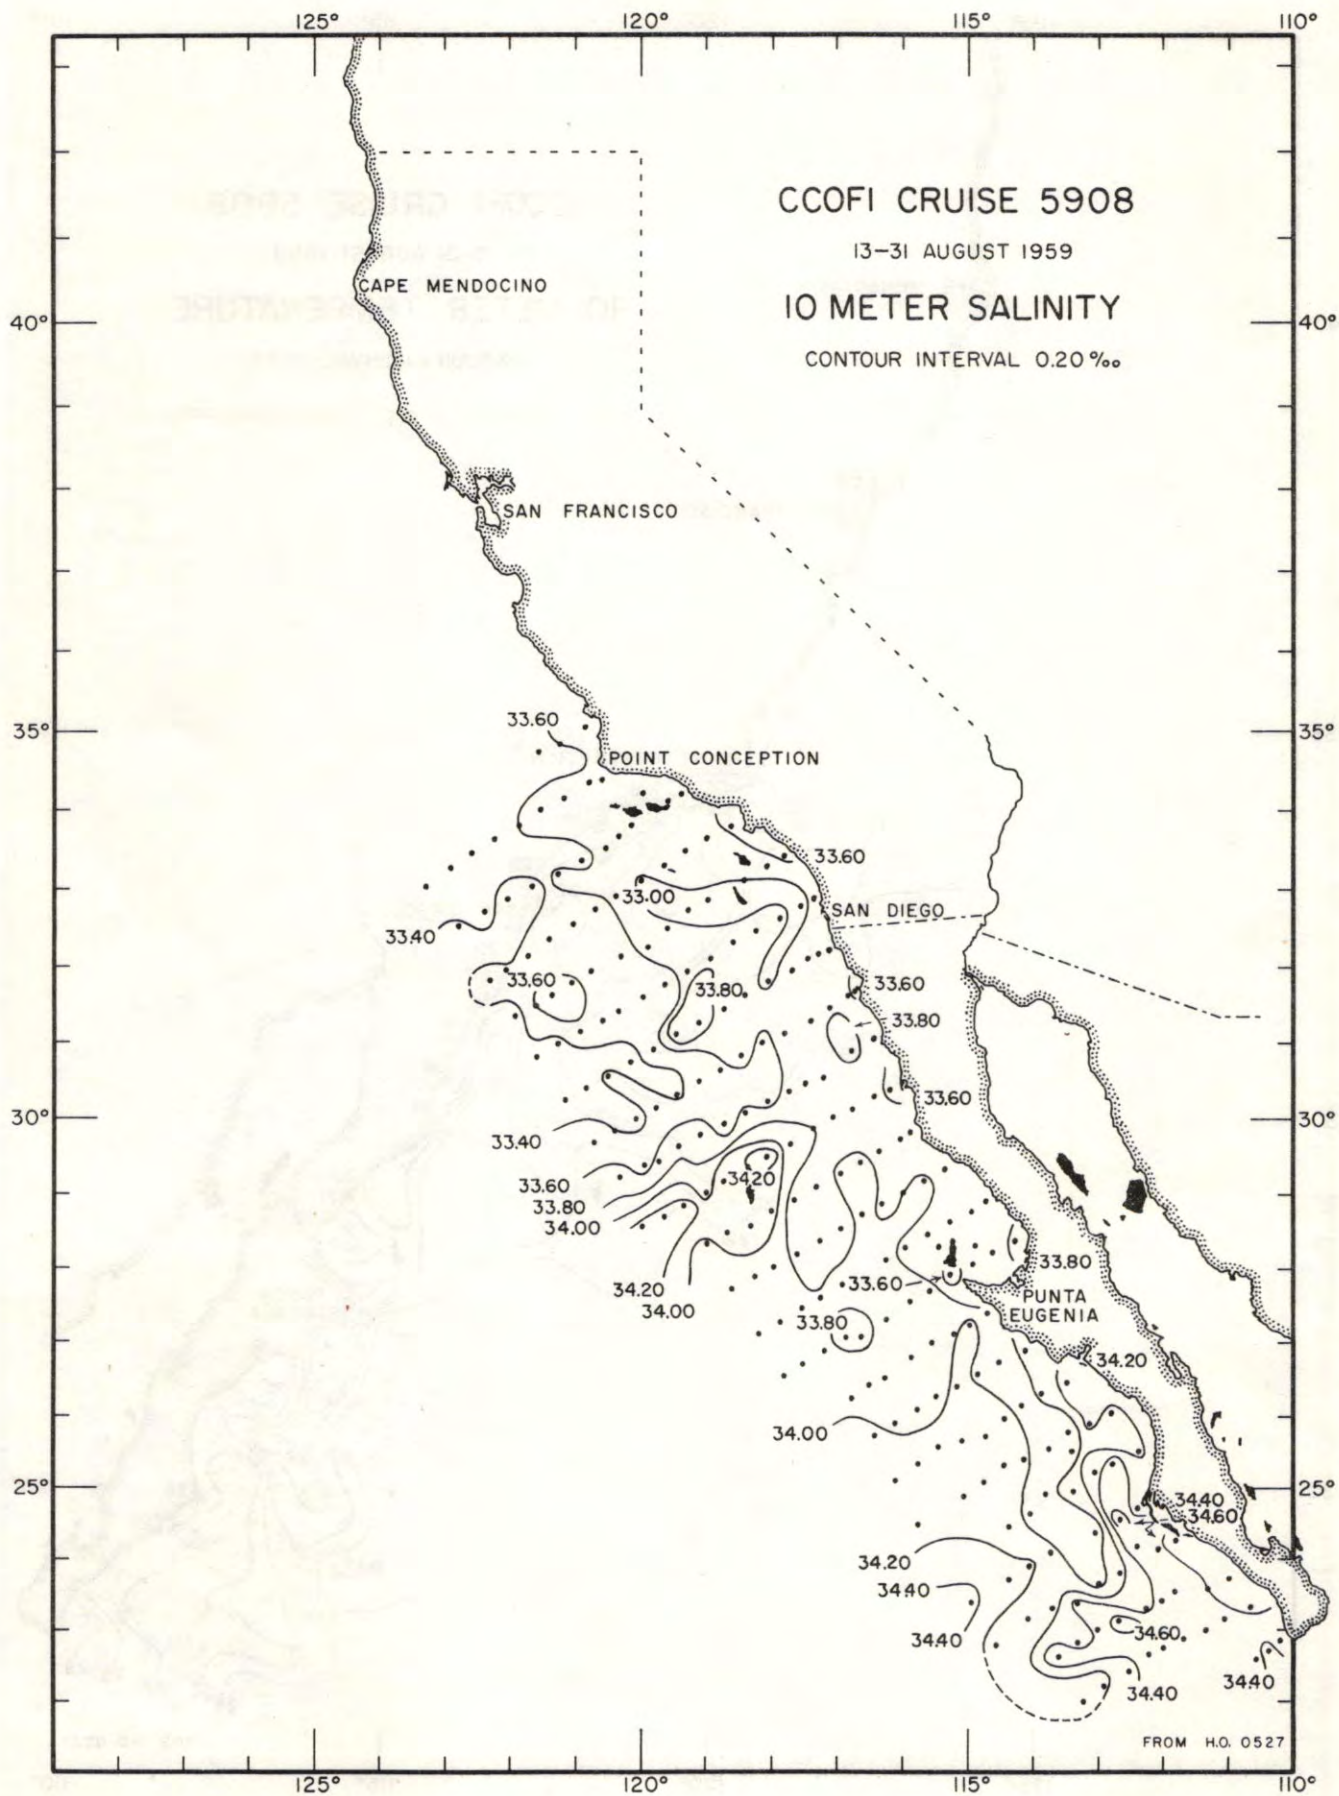 125° 120° 115° 110°
CCOFI CRUISE 5908
13-31 AUGUST 1959
10 METER SALINITY
CONTOUR INTERVAL 0.20 ‰
CAPE MENDOCINO
40° 40°
SAN FRANCISCO
33.60
35° 35°
POINT CONCEPTION
33.60
33.00
SAN DIEGO
33.40
33.60
33.80
33.60
33.80
33.60
30° 30°
33.40
34.20
33.60
33.80
34.00
33.80
33.60
34.20
34.00
PUNTA
EUGENIA
33.80
34.20
34.00
25° 25°
34.40
34.60
34.20
34.40
34.40
34.60
34.40
34.40
FROM H.O. 0527
125° 120° 115° 110°